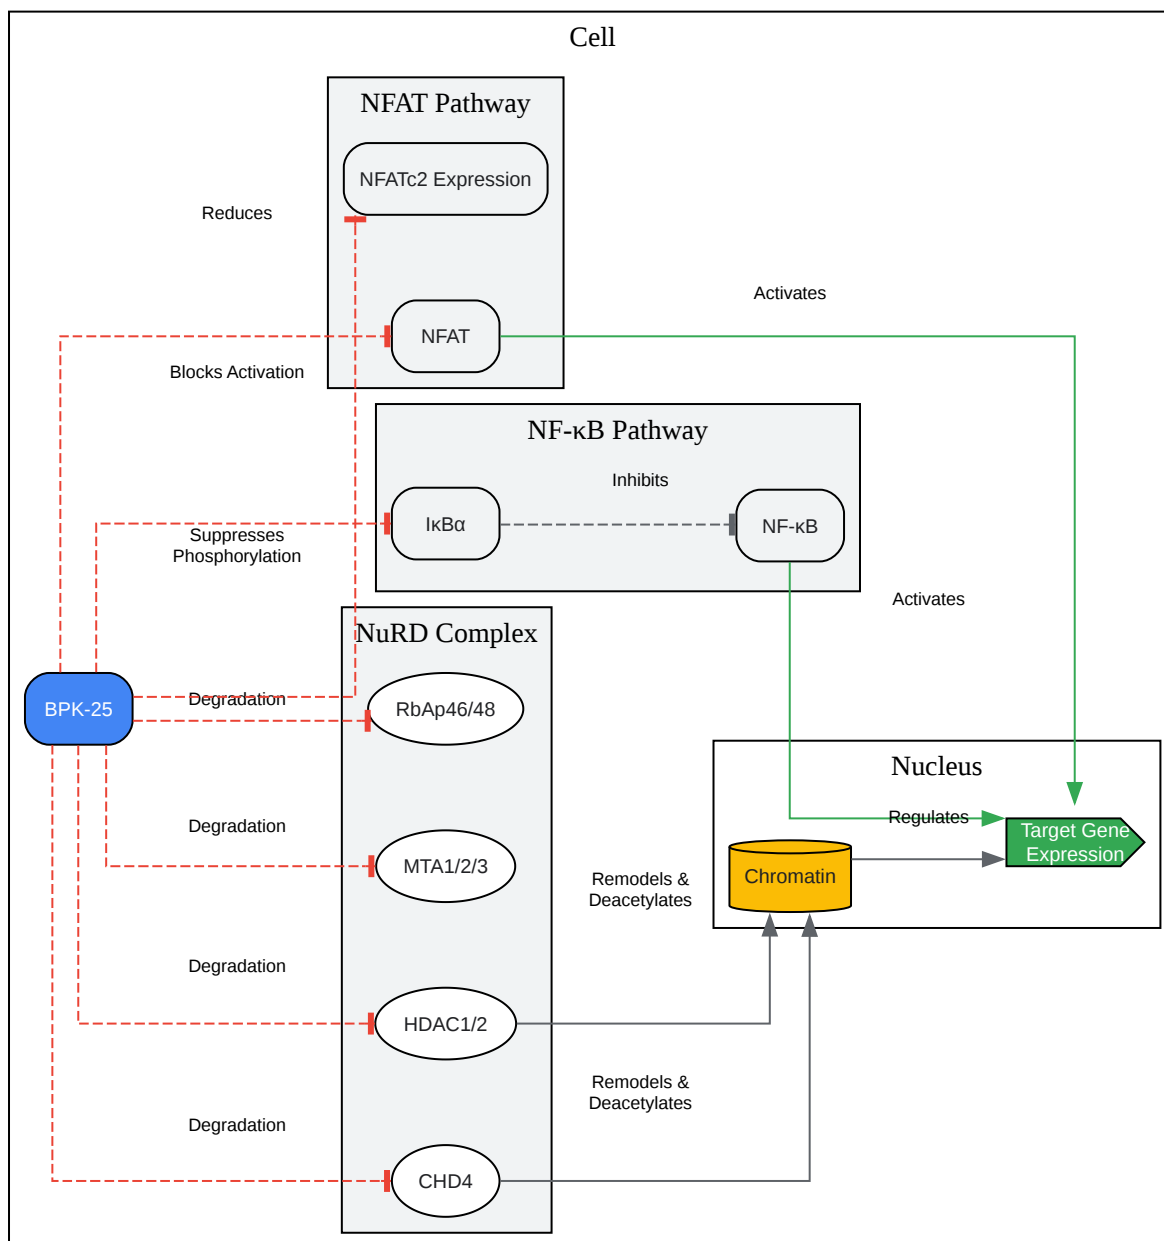 Cell
NFAT Pathway
NFATc2 Expression
Reduces
Activates
NFAT
Blocks Activation
NF-κB Pathway
Inhibits
IκBα
NF-κB
Suppresses
Phosphorylation
Activates
NuRD Complex
BPK-25
Degradation
RbAp46/48
Nucleus
Degradation
Regulates
Target Gene
Expression
MTA1/2/3
Chromatin
Remodels &
Deacetylates
Degradation
HDAC1/2
Remodels &
Deacetylates
Degradation
CHD4